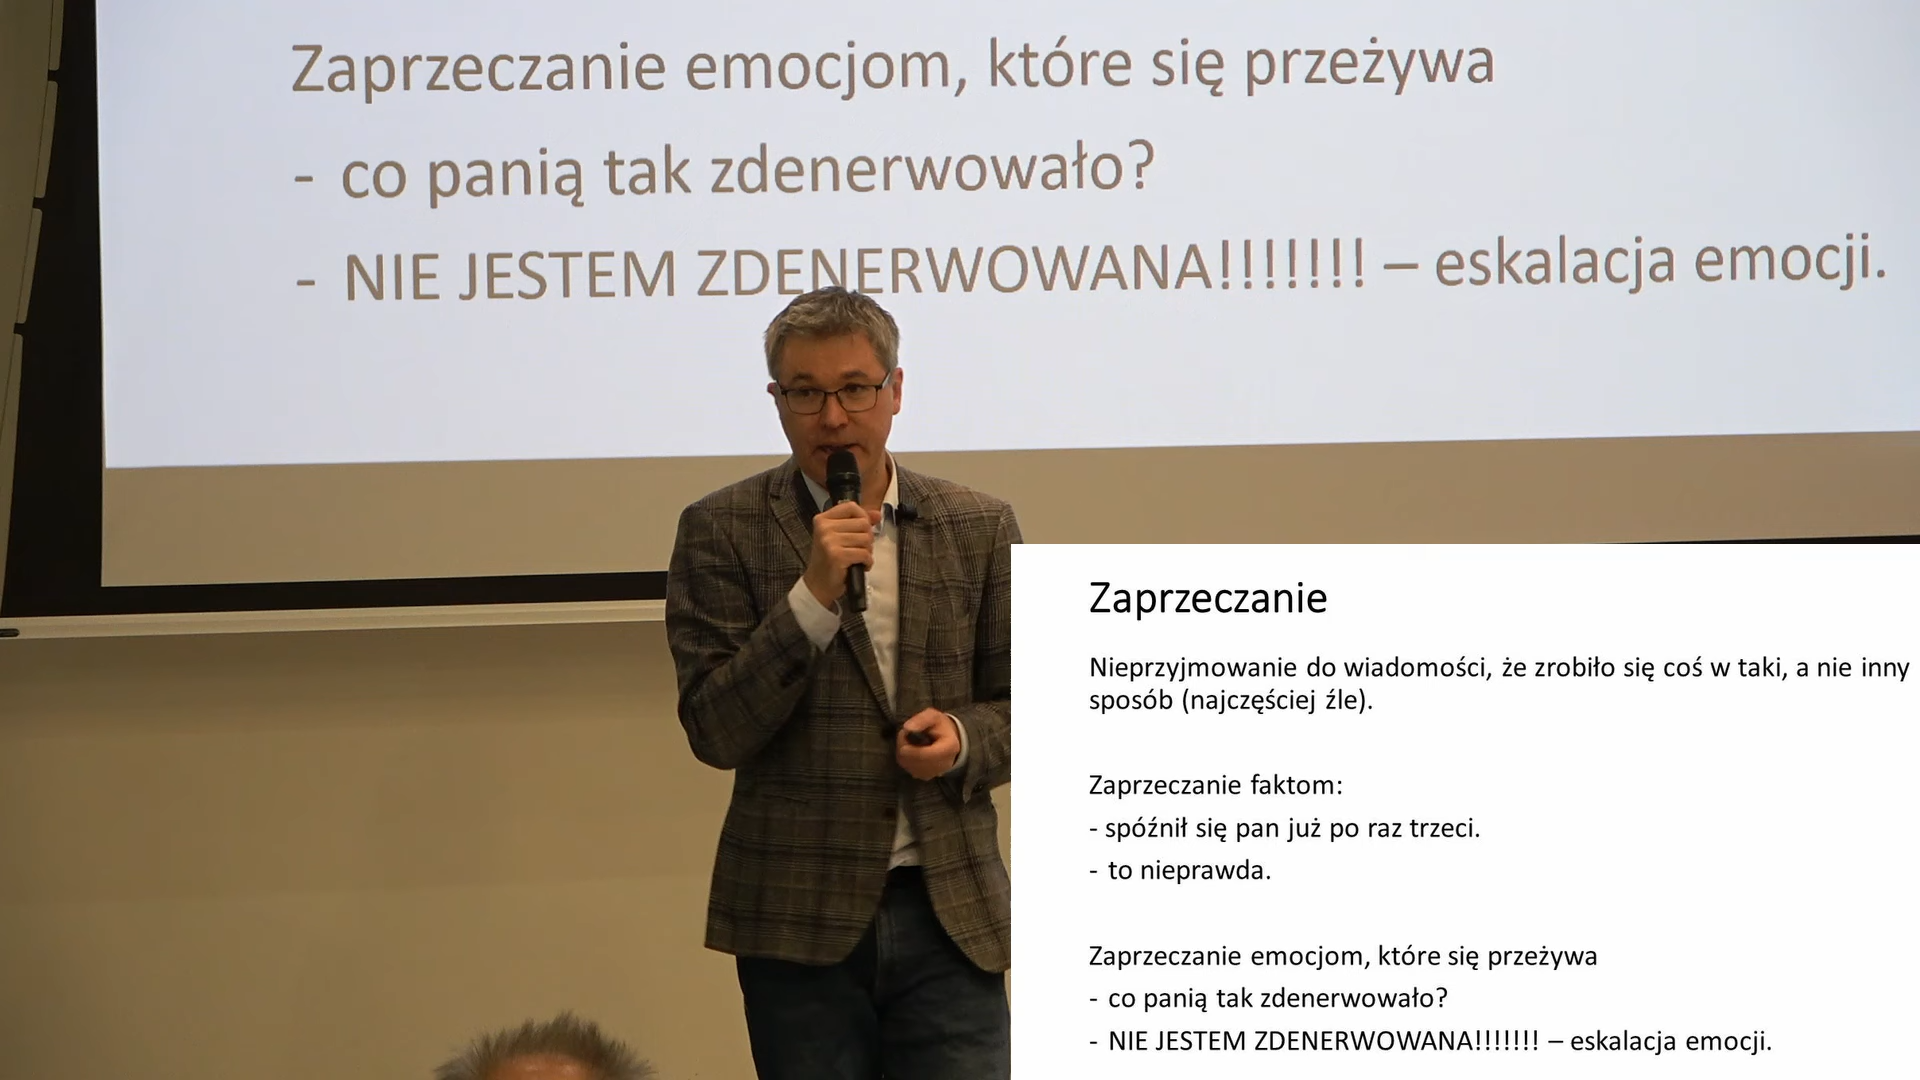 Zaprzeczanie emocjom, które się przeżywa
- co panią tak zdenerwowało?
- NIE JESTEM ZDENERWOWANA!!!!!!! – eskalacja emocji.
Zaprzeczanie
Nieprzyjmowanie do wiadomości, że zrobiło się coś w taki, a nie inny
sposób (najczęściej źle).
Zaprzeczanie faktom:
- spóźnił się pan już po raz trzeci.
- to nieprawda.
Zaprzeczanie emocjom, które się przeżywa
- co panią tak zdenerwowało?
- NIE JESTEM ZDENERWOWANA!!!!!!! – eskalacja emocji.